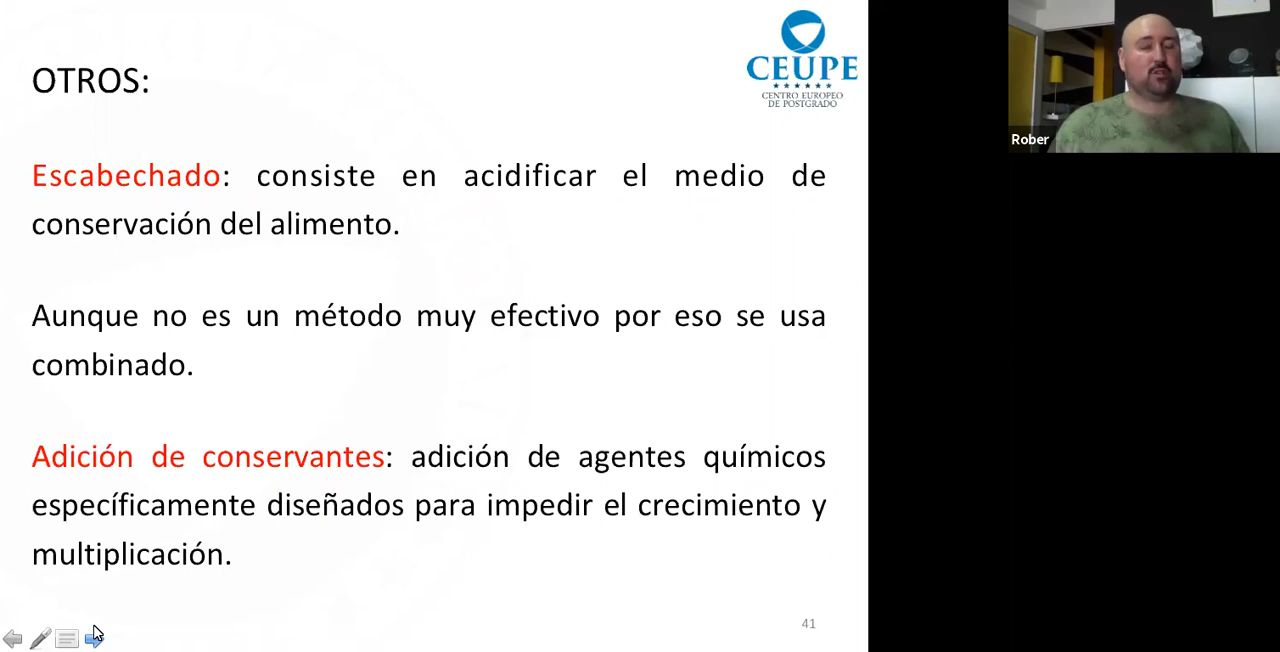 OTROS:
CEUPE
CENTRO EUROPEO
DE POSTGRADO
Rober
Escabechado: consiste en acidificar el medio de
conservación del alimento.
Aunque no es un método muy efectivo por eso se usa
combinado.
Adición de conservantes: adición de agentes químicos
específicamente diseñados para impedir el crecimiento y
multiplicación.
41